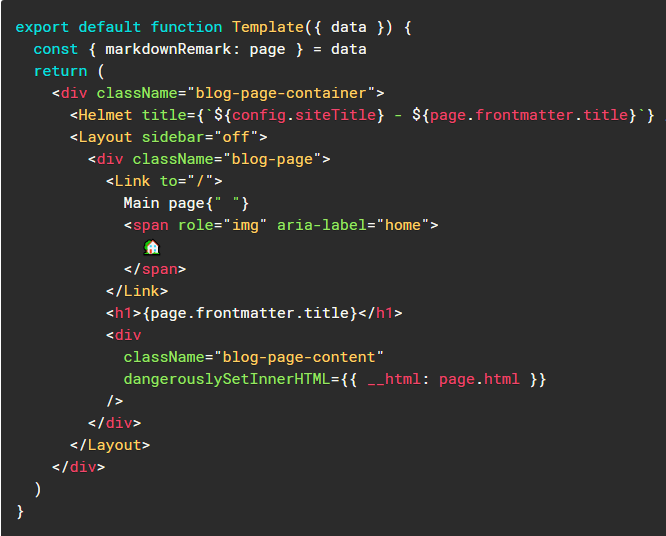 export default function Template({ data }) {
  const { markdownRemark: page } = data
  return (
    <div className="blog-page-container">
      <Helmet title={`${config.siteTitle} - ${page.frontmatter.title}`}
      <Layout sidebar="off">
        <div className="blog-page">
          <Link to="/">
            Main page{" "}
            <span role="img" aria-label="home">
              🏡
            </span>
          </Link>
          <h1>{page.frontmatter.title}</h1>
          <div
            className="blog-page-content"
            dangerouslySetInnerHTML={{ __html: page.html }}
          />
        </div>
      </Layout>
    </div>
  )
}